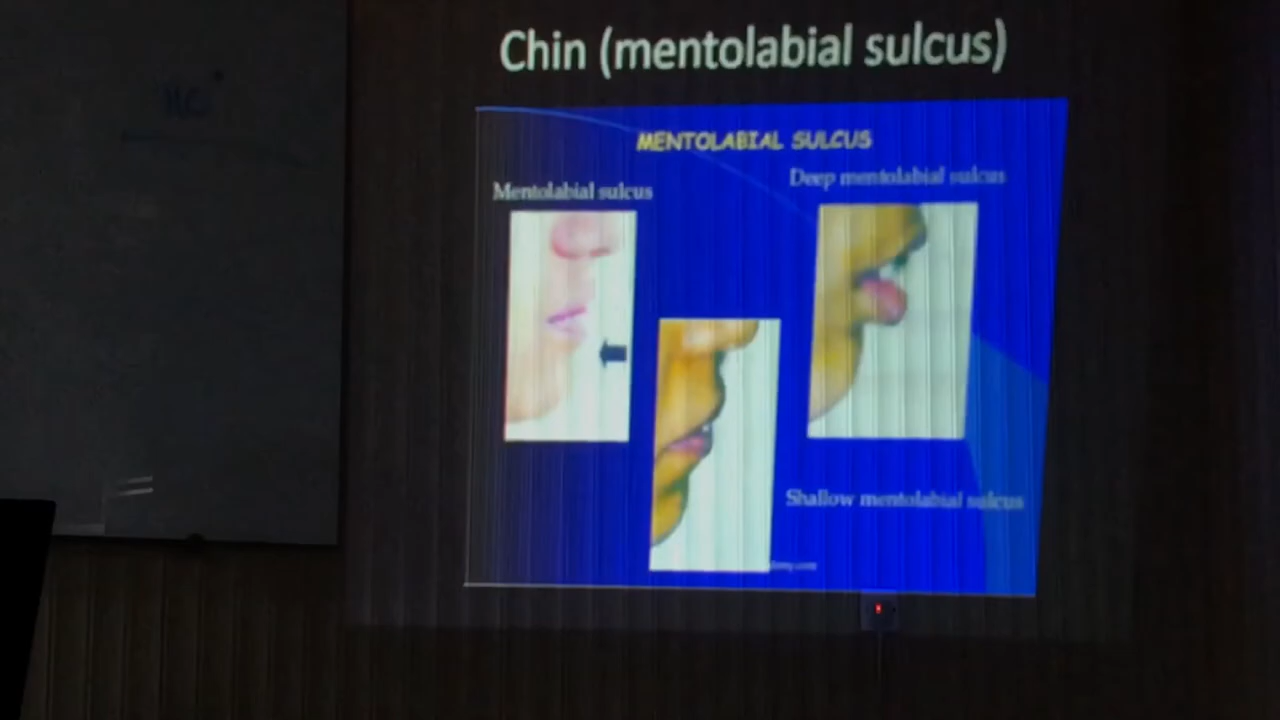 Chin (mentolabial sulcus)
MENTOLABIAL SULCUS
Mentolabial sulcus
Deep mentolabial sulcus
Shallow mentolabial sulcus